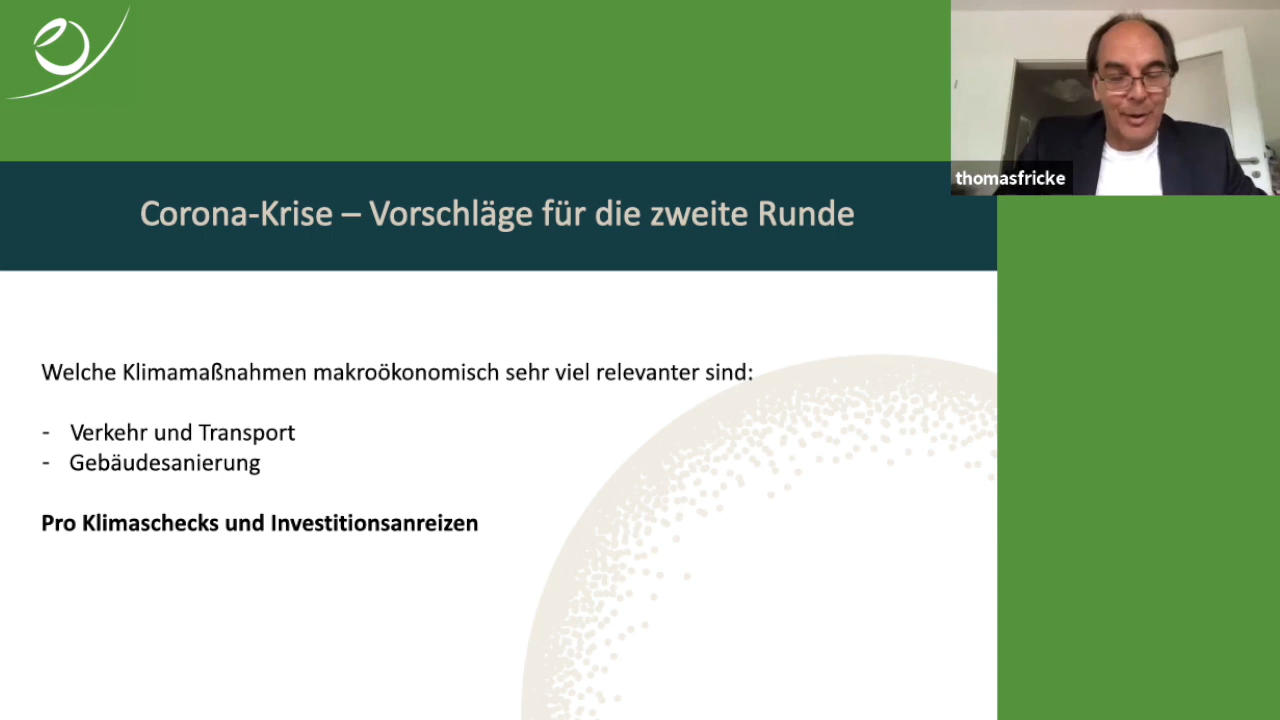 thomasfricke
Corona-Krise – Vorschläge für die zweite Runde
Welche Klimamaßnahmen makroökonomisch sehr viel relevanter sind:
- Verkehr und Transport
- Gebäudesanierung
Pro Klimaschecks und Investitionsanreizen